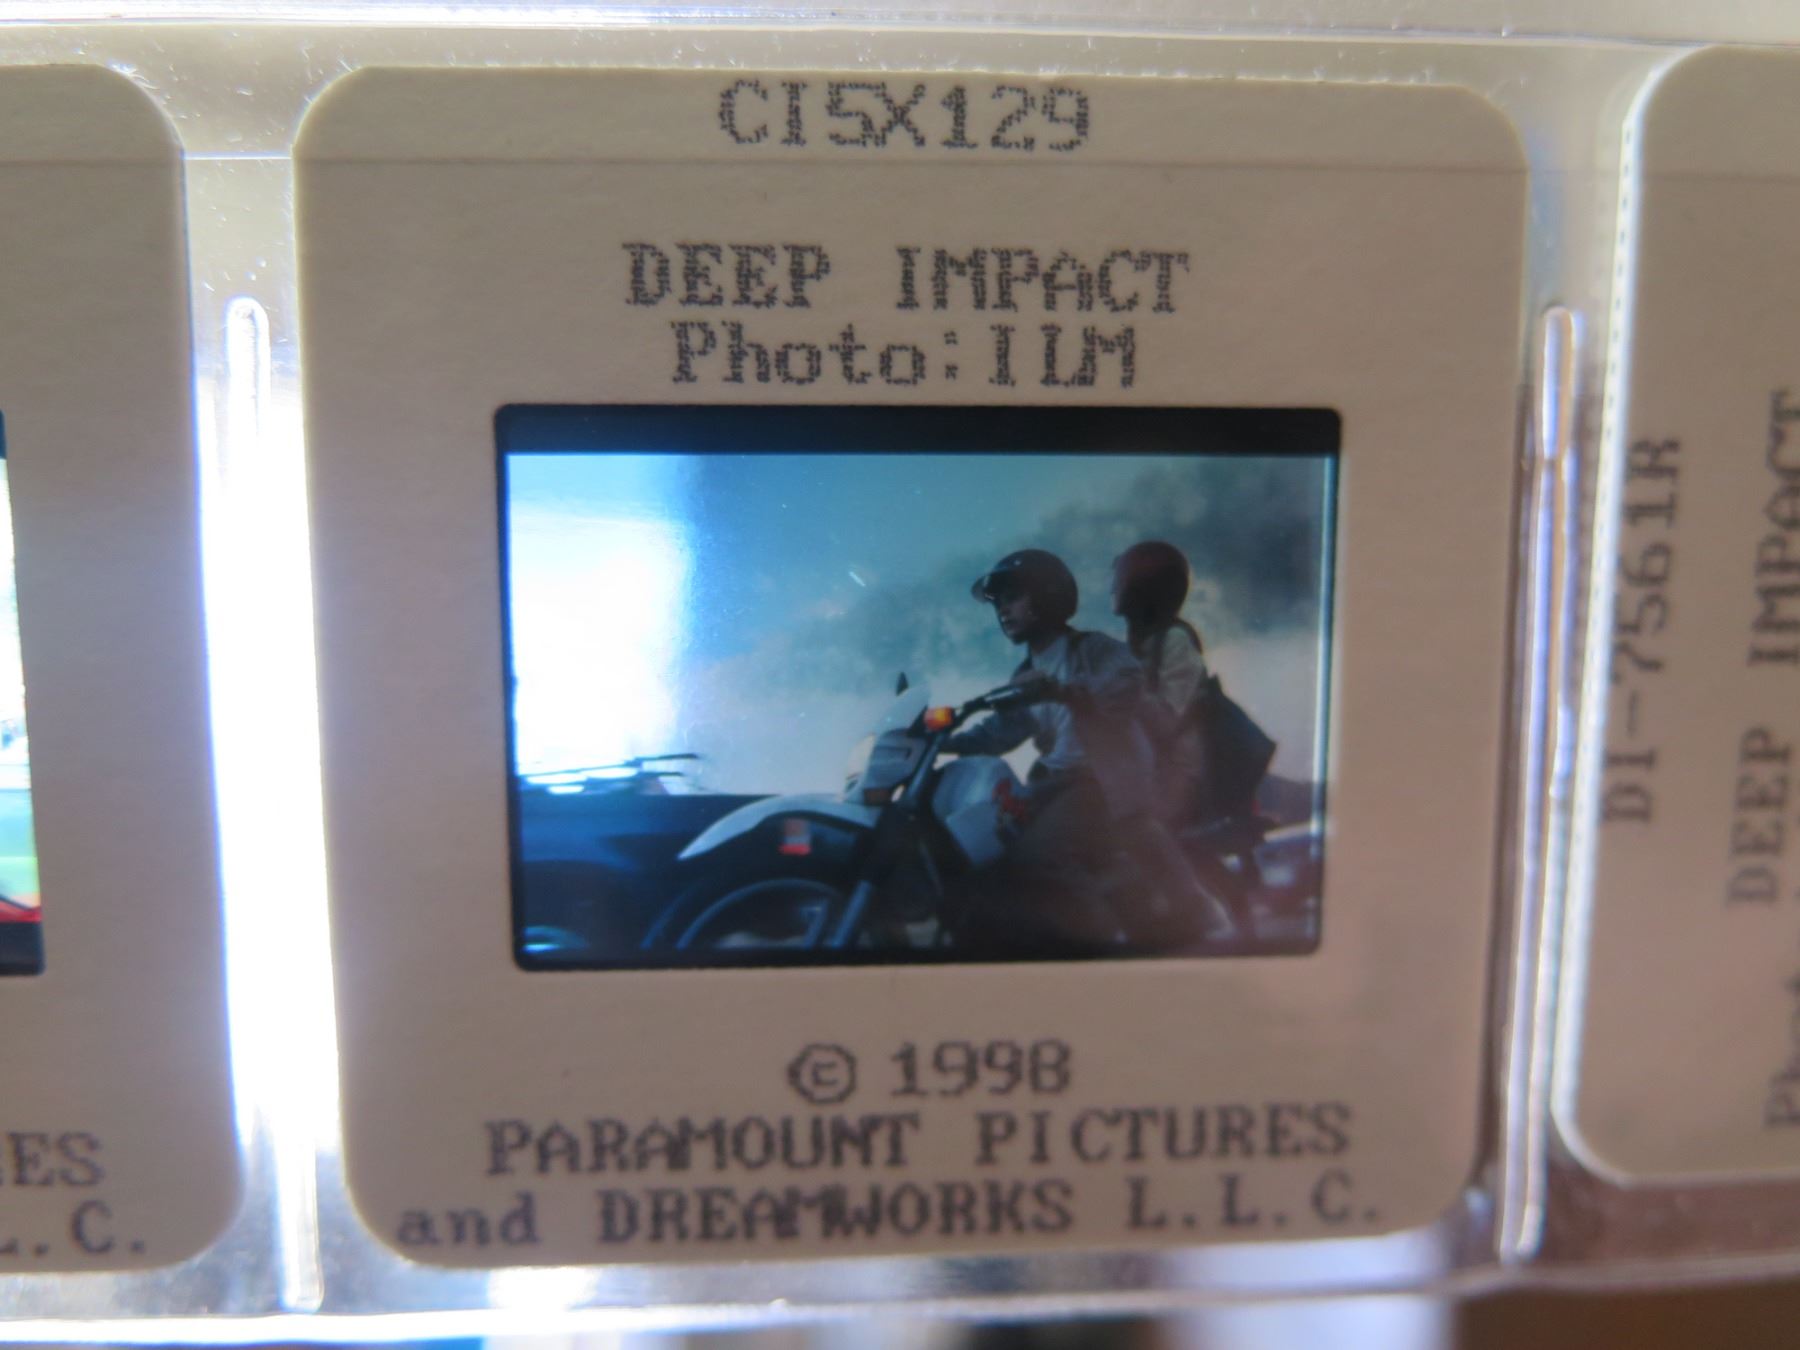 CI5X129
DEEP IMPACT
Photo:ILM
© 1998
PARAMOUNT PICTURES
and DREAMWORKS L.L.C.
L.C.
DI-7561R
DEEP IMPACT